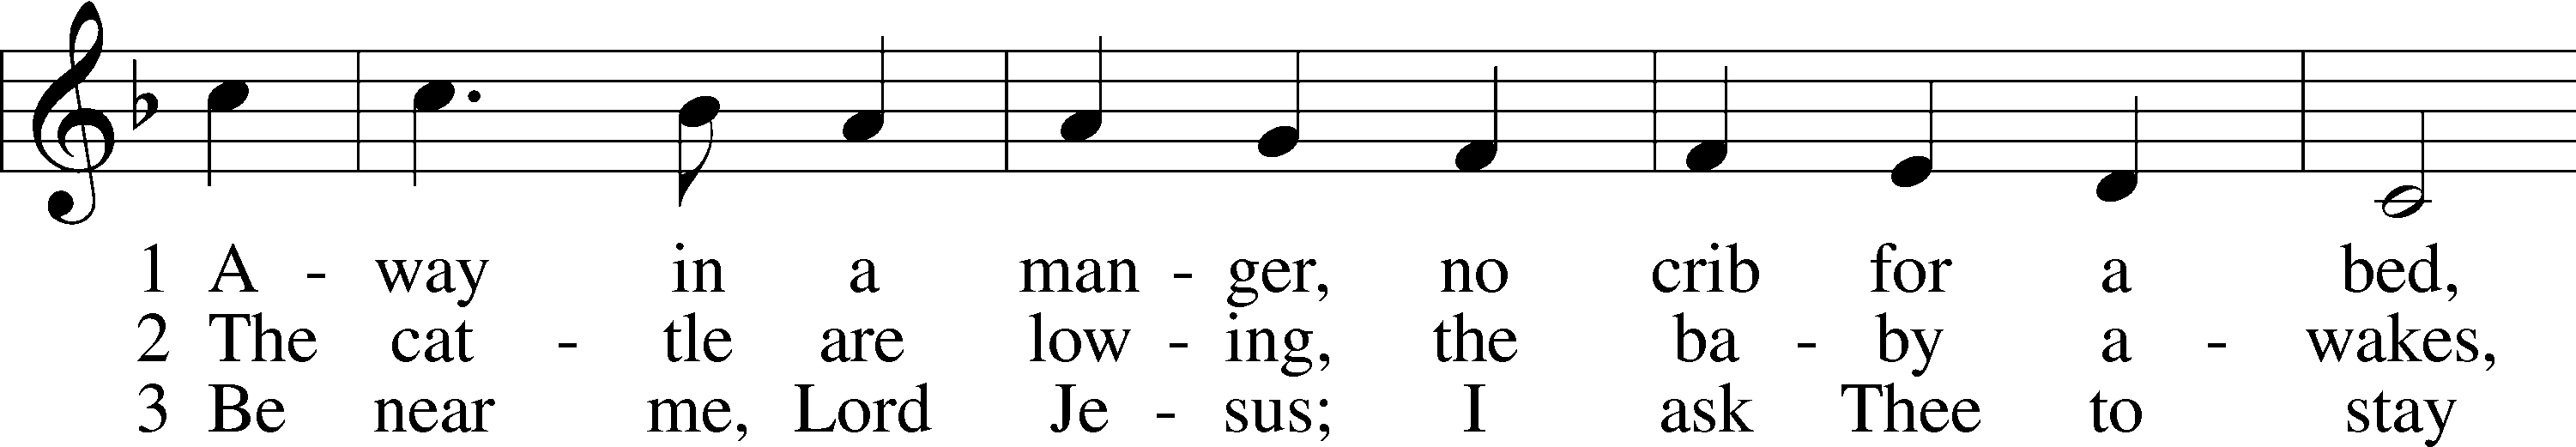 1 A - way in a man - ger, no crib for a bed,
2 The cat - tle are low - ing, the ba - by a - wakes,
3 Be near me, Lord Je - sus; I ask Thee to stay